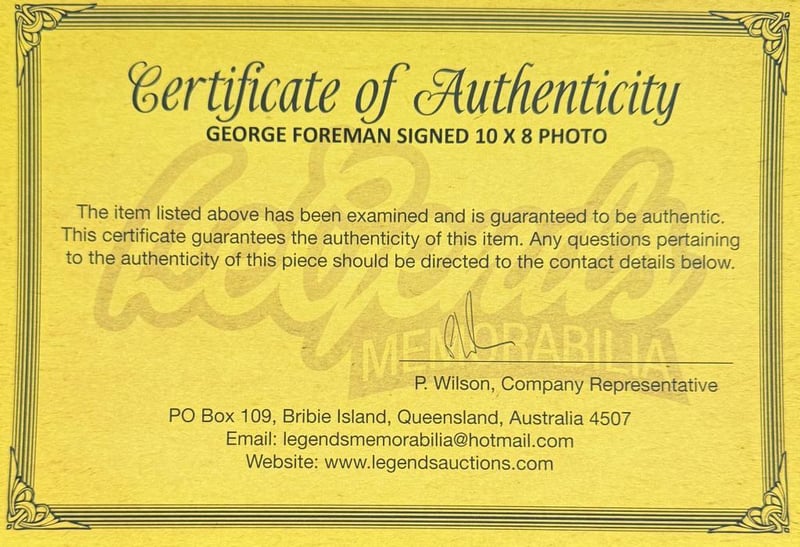 Certificate of Authenticity
GEORGE FOREMAN SIGNED 10 X 8 PHOTO
The item listed above has been examined and is guaranteed to be authentic.
This certificate guarantees the authenticity of this item. Any questions pertaining
to the authenticity of this piece should be directed to the contact details below.
Legends
MEMORABILIA
P. Wilson, Company Representative
PO Box 109, Bribie Island, Queensland, Australia 4507
Email: legendsmemorabilia@hotmail.com
Website: www.legendsauctions.com